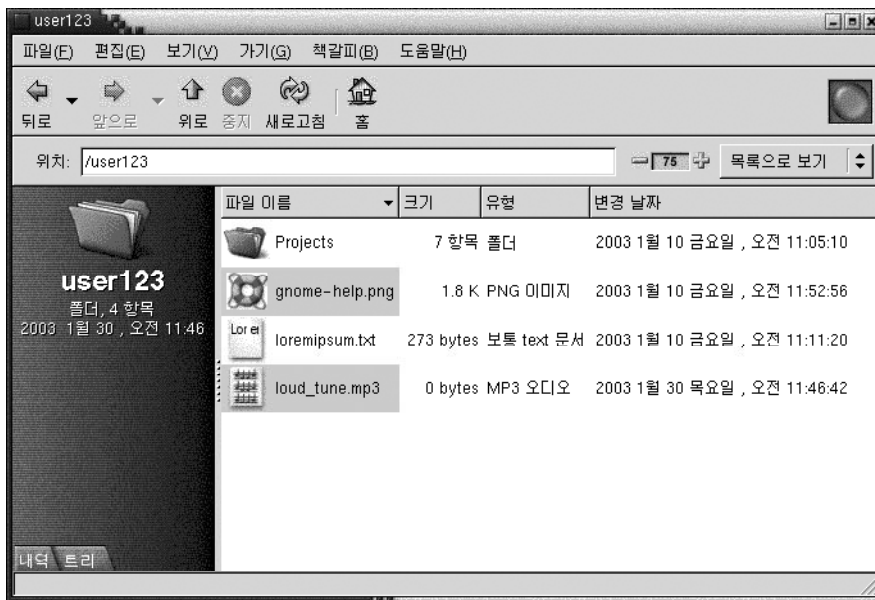 user123
파일(F) 편집(E) 보기(V) 가기(G) 책갈피(B) 도움말(H)
뒤로 앞으로 위로 중지 새로고침 홈
위치: /user123 75 목록으로 보기
파일 이름 크기 유형 변경 날짜
Projects 7 항목 폴더 2003 1월 10 금요일 , 오전 11:05:10
gnome-help.png 1.8 K PNG 이미지 2003 1월 10 금요일 , 오전 11:52:56
Lor er
loremipsum.txt 273 bytes 보통 text 문서 2003 1월 10 금요일 , 오전 11:11:20
loud_tune.mp3 0 bytes MP3 오디오 2003 1월 30 목요일 , 오전 11:46:42
user123
폴더, 4 항목
2003 1월 30 , 오전 11:46
내역 트리